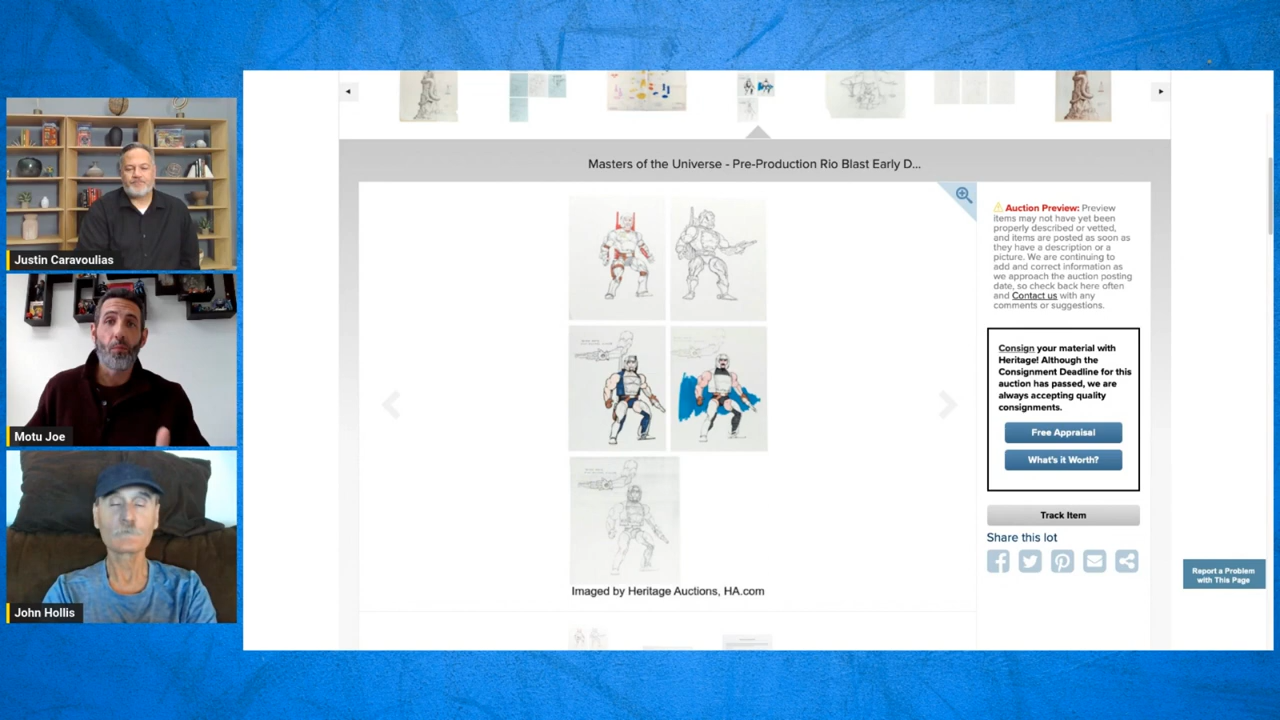 Justin Caravoulias
Motu Joe
John Hollis
Masters of the Universe - Pre-Production Rio Blast Early D...
Imaged by Heritage Auctions, HA.com
Auction Preview: Preview
items may not have yet been
properly described or vetted,
and items are posted as soon as
they have a description or a
picture. We are continuing to
add and correct information as
we approach the auction posting
date, so check back here often
and Contact us with any
comments or suggestions.
Consign your material with
Heritage! Although the
Consignment Deadline for this
auction has passed, we are
always accepting quality
consignments.
Free Appraisal
What's it Worth?
Track Item
Share this lot
Report a Problem
with This Page